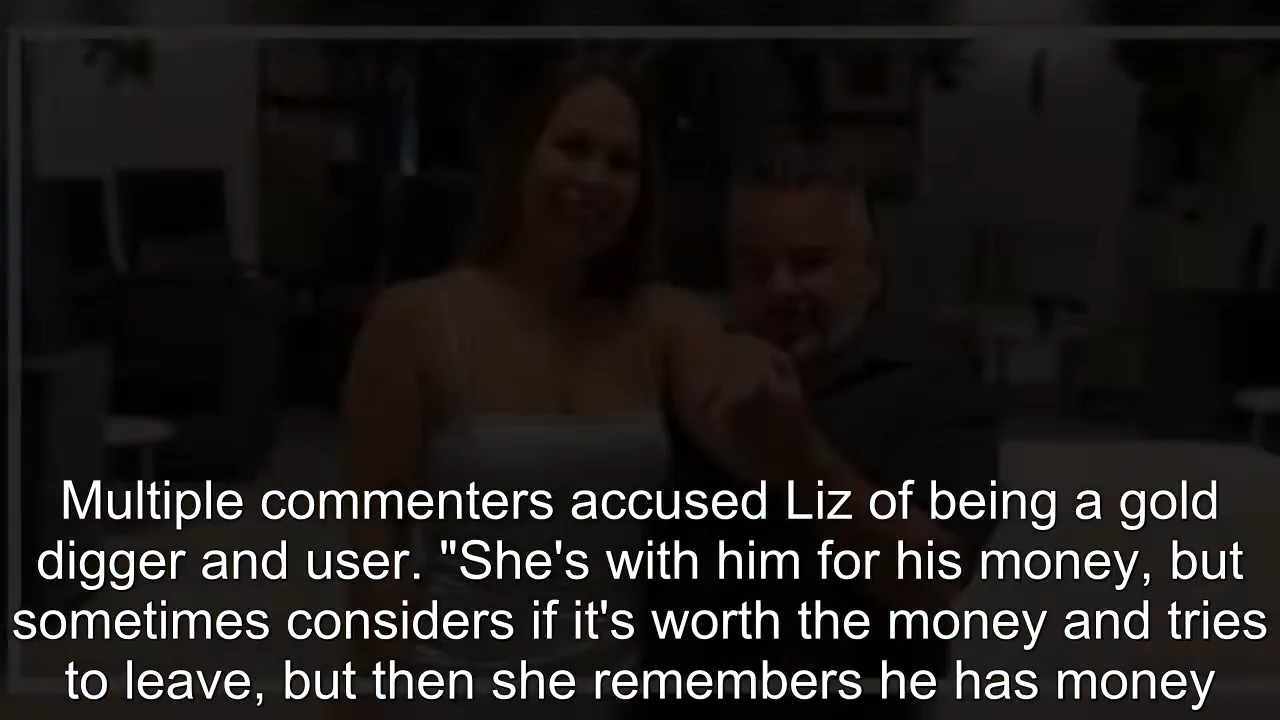 Multiple commenters accused Liz of being a gold
digger and user. "She's with him for his money, but
sometimes considers if it's worth the money and tries
to leave, but then she remembers he has money